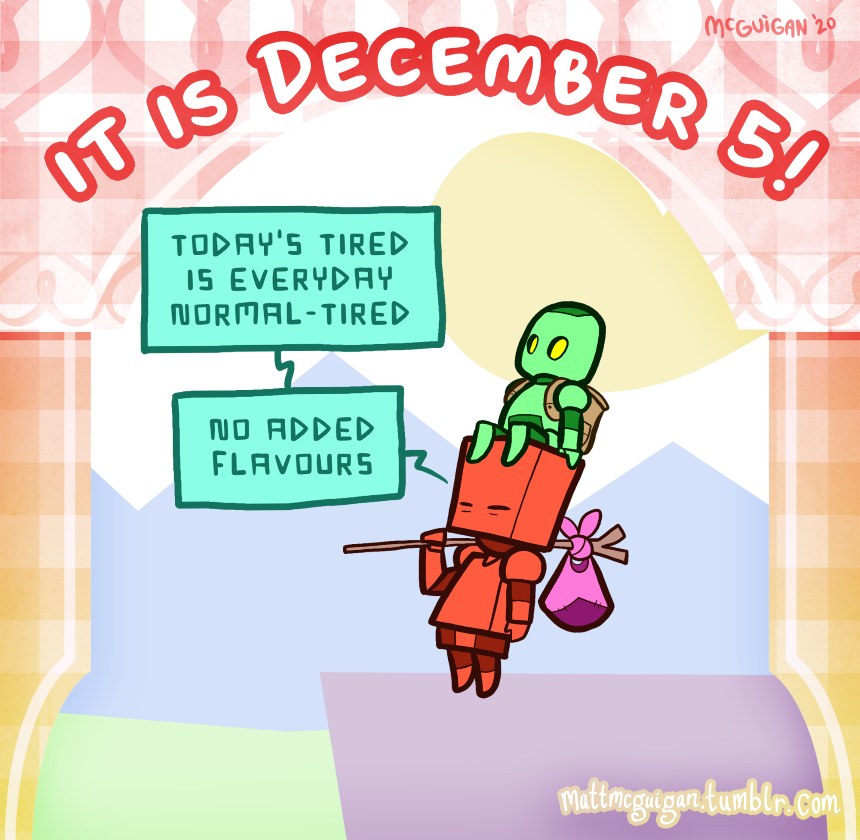 McGUiGAN '20
IT IS DECEMBER 5!
TODAY'S TIRED
IS EVERYDAY
NORMAL-TIRED
NO ADDED
FLAVOURS
mattmcguigan.tumblr.com